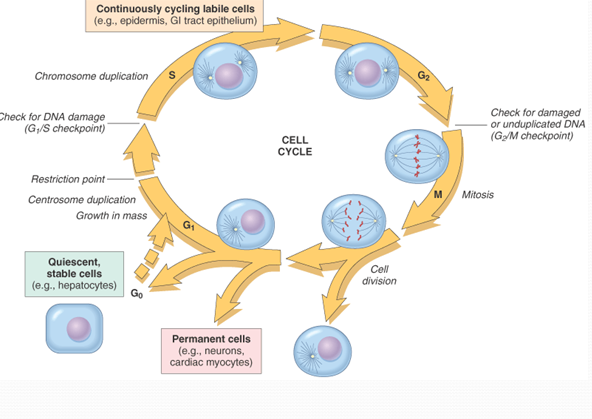 Continuously cycling labile cells
(e.g., epidermis, GI tract epithelium)
Chromosome duplication
S
G2
Check for DNA damage
(G1/S checkpoint)
Check for damaged
or unduplicated DNA
(G2/M checkpoint)
CELL
CYCLE
Restriction point
Centrosome duplication
Growth in mass
M
Mitosis
G1
Quiescent,
stable cells
(e.g., hepatocytes)
G0
Cell
division
Permanent cells
(e.g., neurons,
cardiac myocytes)